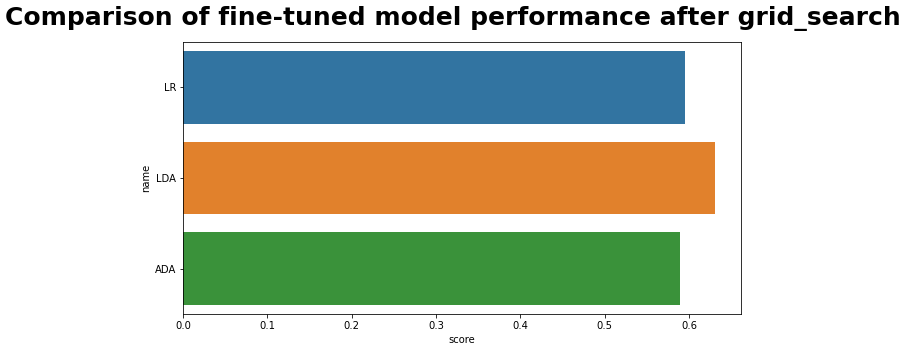 Comparison of fine-tuned model performance after grid_search
LR
LDA
ADA
name
0.0 0.1 0.2 0.3 0.4 0.5 0.6
score